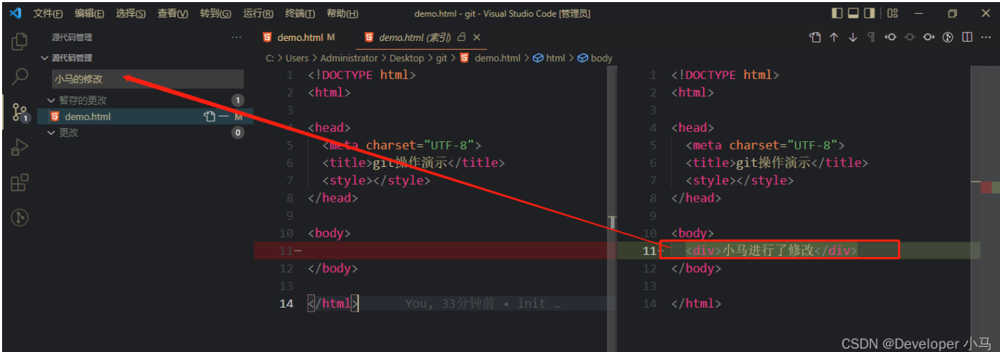 文件(F) 编辑(E) 选择(S) 查看(V) 转到(G) 运行(R) 终端(T) 帮助(H) demo.html - git - Visual Studio Code [管理员]
源代码管理 ···
源代码管理
小马的修改
暂存的更改 1
demo.html M
更改 0
1
demo.html M demo.html (索引)
C: > Users > Administrator > Desktop > git > demo.html > html > body
1 <!DOCTYPE html>
2 <html>
3
4 <head>
5 <meta charset="UTF-8">
6 <title>git操作演示</title>
7 <style></style>
8 </head>
9
10 <body>
11−
12 </body>
13
14 </html> You, 33分钟前 • init …
1 <!DOCTYPE html>
2 <html>
3
4 <head>
5 <meta charset="UTF-8">
6 <title>git操作演示</title>
7 <style></style>
8 </head>
9
10 <body>
11+ <div>小马进行了修改</div>
12 </body>
13
14 </html>
CSDN @Developer 小马